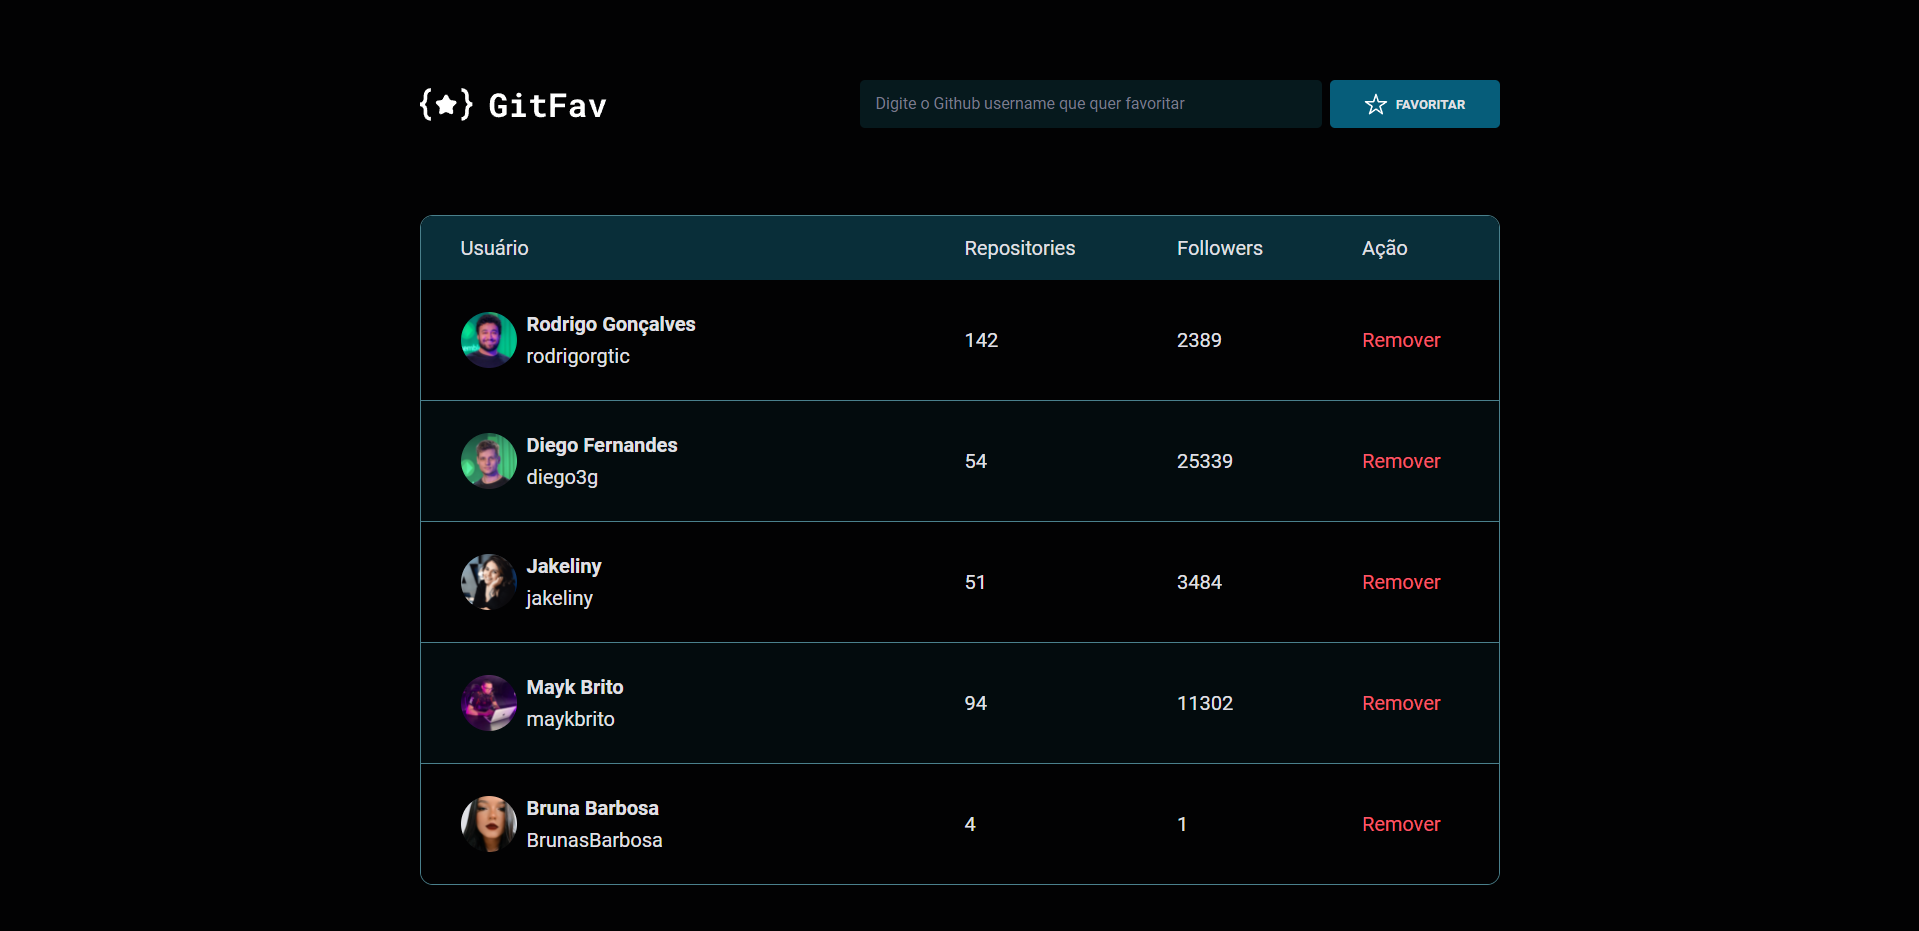 {★} GitFav
Digite o Github username que quer favoritar
FAVORITAR
Usuário Repositories Followers Ação
Rodrigo Gonçalves
rodrigorgtic
142 2389 Remover
Diego Fernandes
diego3g
54 25339 Remover
Jakeliny
jakeliny
51 3484 Remover
Mayk Brito
maykbrito
94 11302 Remover
Bruna Barbosa
BrunasBarbosa
4 1 Remover